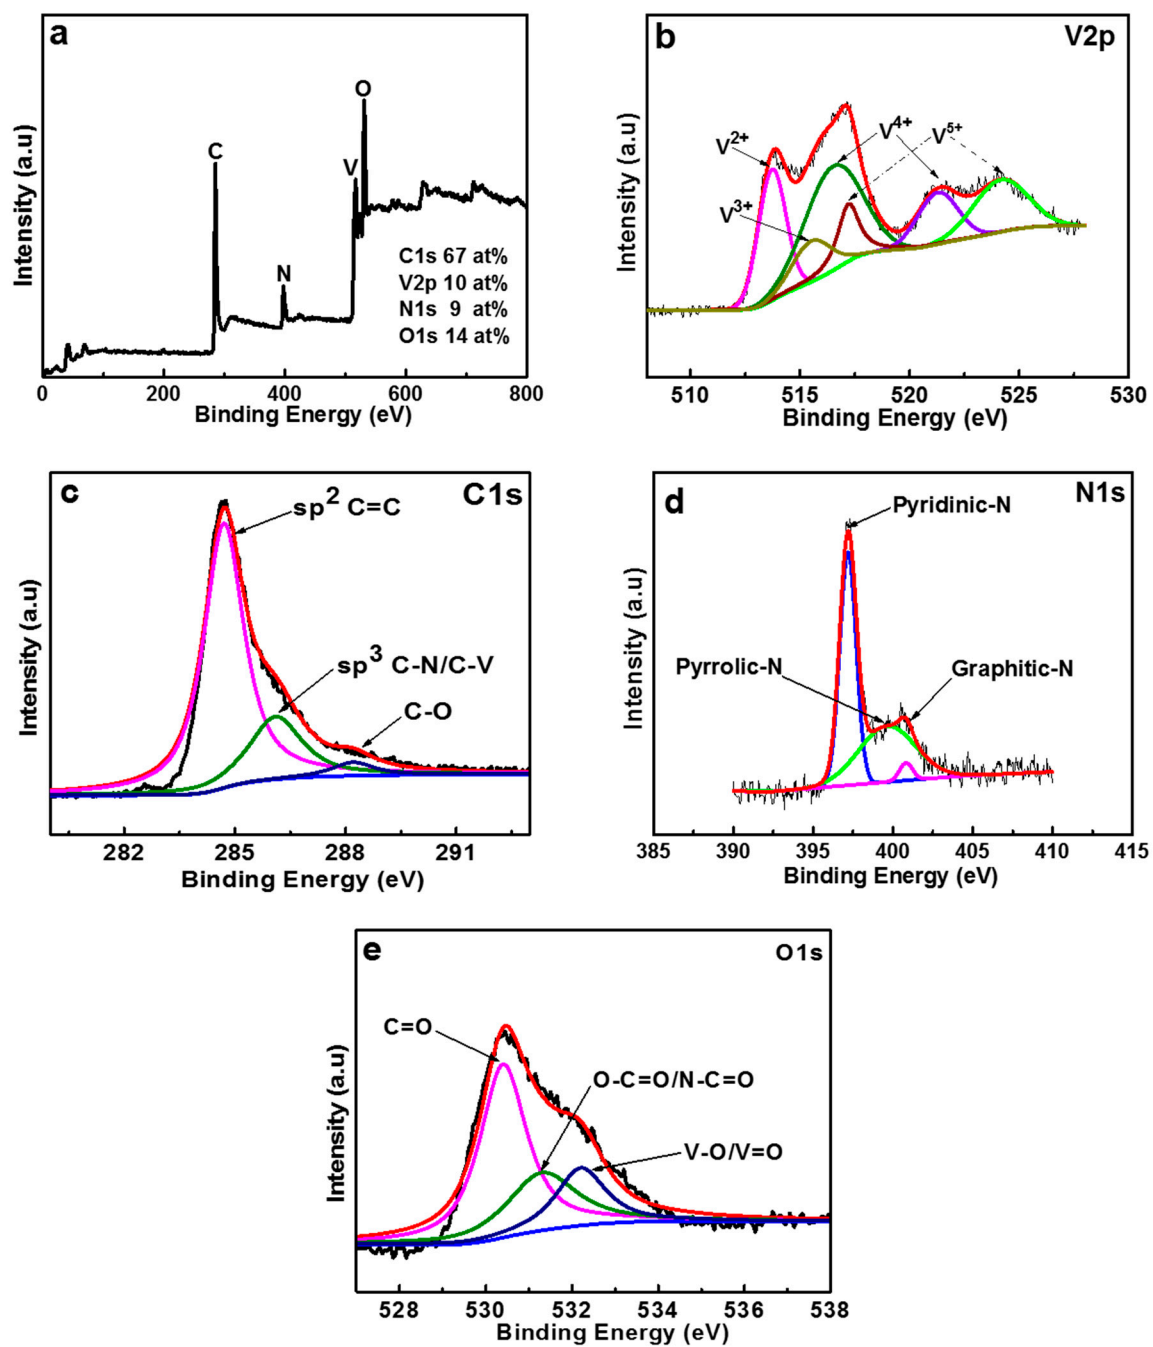 a
O
C
V
N
C1s 67 at%
V2p 10 at%
N1s 9 at%
O1s 14 at%
0 200 400 600 800
Binding Energy (eV)
Intensity (a.u)
b
V2p
V2+
V4+
V5+
V3+
510 515 520 525 530
Binding Energy (eV)
Intensity (a.u)
c
C1s
sp2 C=C
sp3 C-N/C-V
C-O
282 285 288 291
Binding Energy (eV)
Intensity (a.u)
d
N1s
Pyridinic-N
Pyrrolic-N
Graphitic-N
385 390 395 400 405 410 415
Binding Energy (eV)
Intensity (a.u)
e
O1s
C=O
O-C=O/N-C=O
V-O/V=O
528 530 532 534 536 538
Binding Energy (eV)
Intensity (a.u)